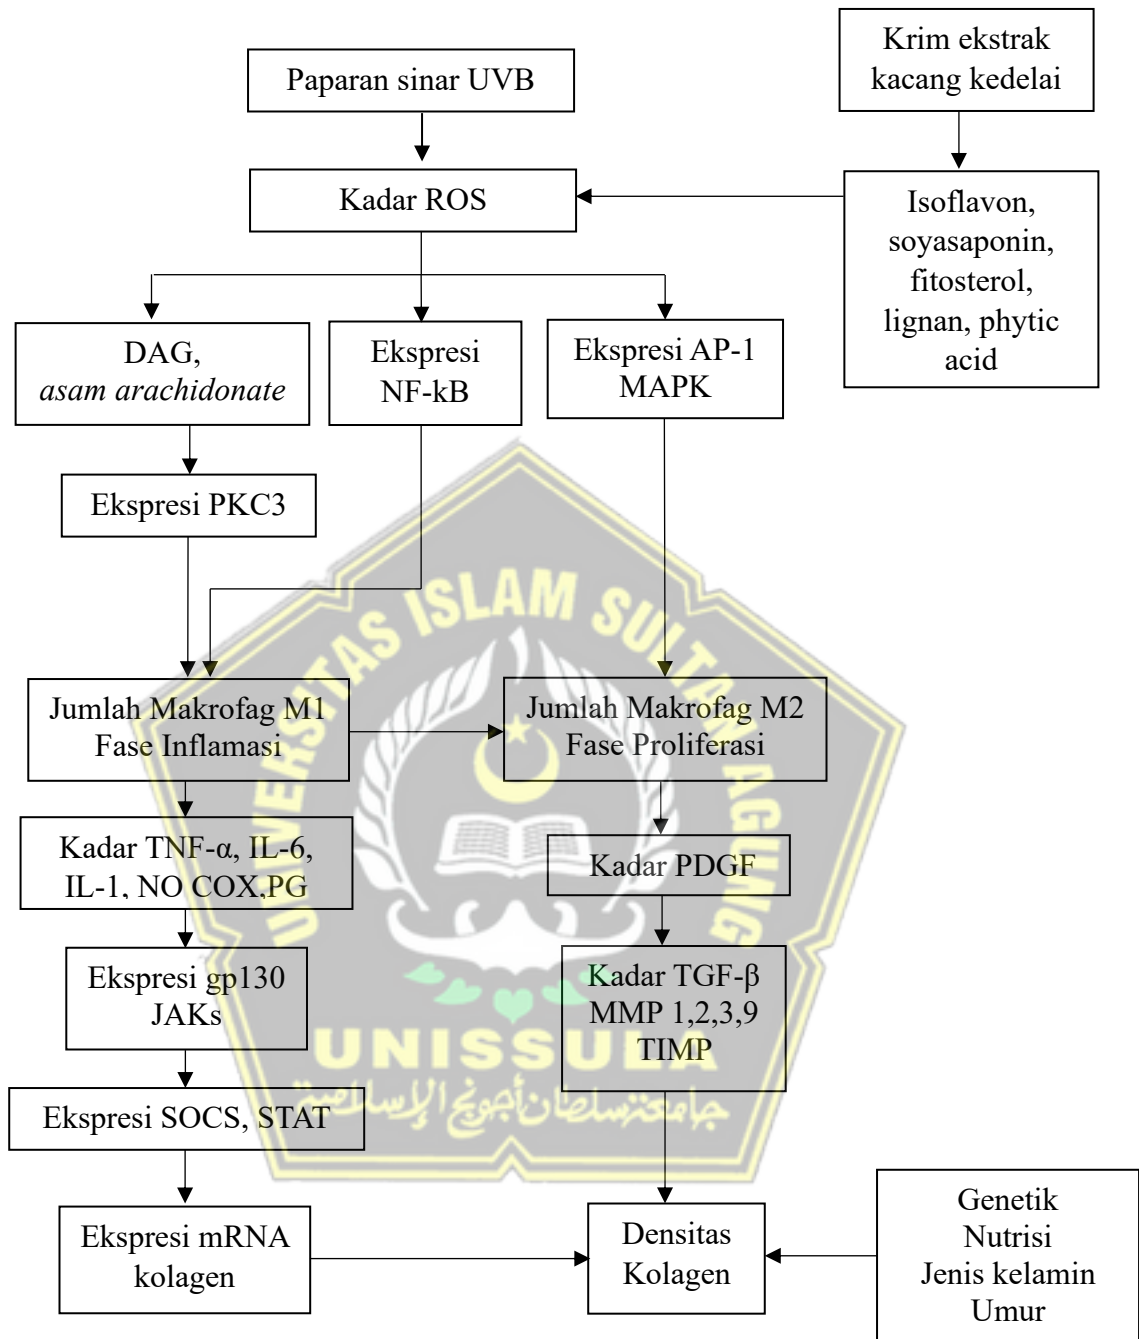 Krim ekstrak
kacang kedelai
Paparan sinar UVB
Kadar ROS
Isoflavon,
soyasaponin,
fitosterol,
lignan, phytic
acid
DAG,
asam arachidonate
Ekspresi
NF-kB
Ekspresi AP-1
MAPK
Ekspresi PKC3
UNIVERSITAS ISLAM SULTAN AGUNG
Jumlah Makrofag M1
Fase Inflamasi
Jumlah Makrofag M2
Fase Proliferasi
Kadar TNF-α, IL-6,
IL-1, NO COX,PG
Kadar PDGF
Ekspresi gp130
JAKs
Kadar TGF-β
MMP 1,2,3,9
TIMP
UNISSULA
جامعتنسلطان أجونج الإسلامية
Ekspresi SOCS, STAT
Ekspresi mRNA
kolagen
Densitas
Kolagen
Genetik
Nutrisi
Jenis kelamin
Umur